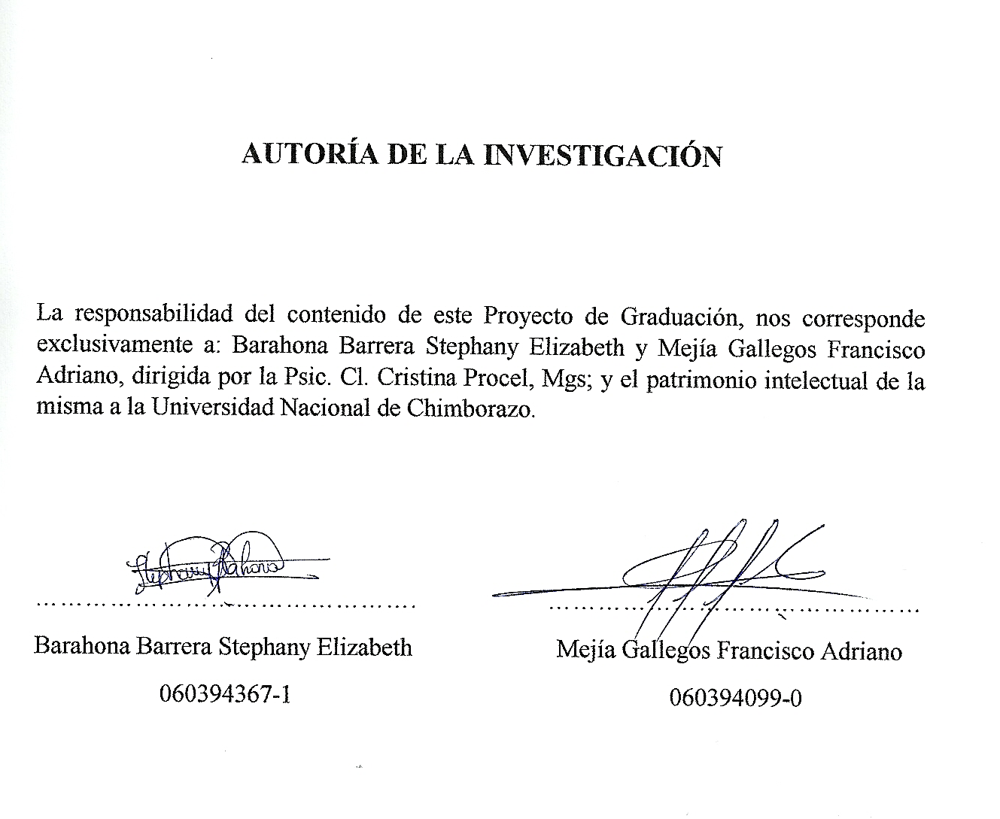 AUTORÍA DE LA INVESTIGACIÓN
La responsabilidad del contenido de este Proyecto de Graduación, nos corresponde
exclusivamente a: Barahona Barrera Stephany Elizabeth y Mejía Gallegos Francisco
Adriano, dirigida por la Psic. Cl. Cristina Procel, Mgs; y el patrimonio intelectual de la
misma a la Universidad Nacional de Chimborazo.
Stephany Bahona
Barahona Barrera Stephany Elizabeth
Mejía Gallegos Francisco Adriano
060394367-1
060394099-0